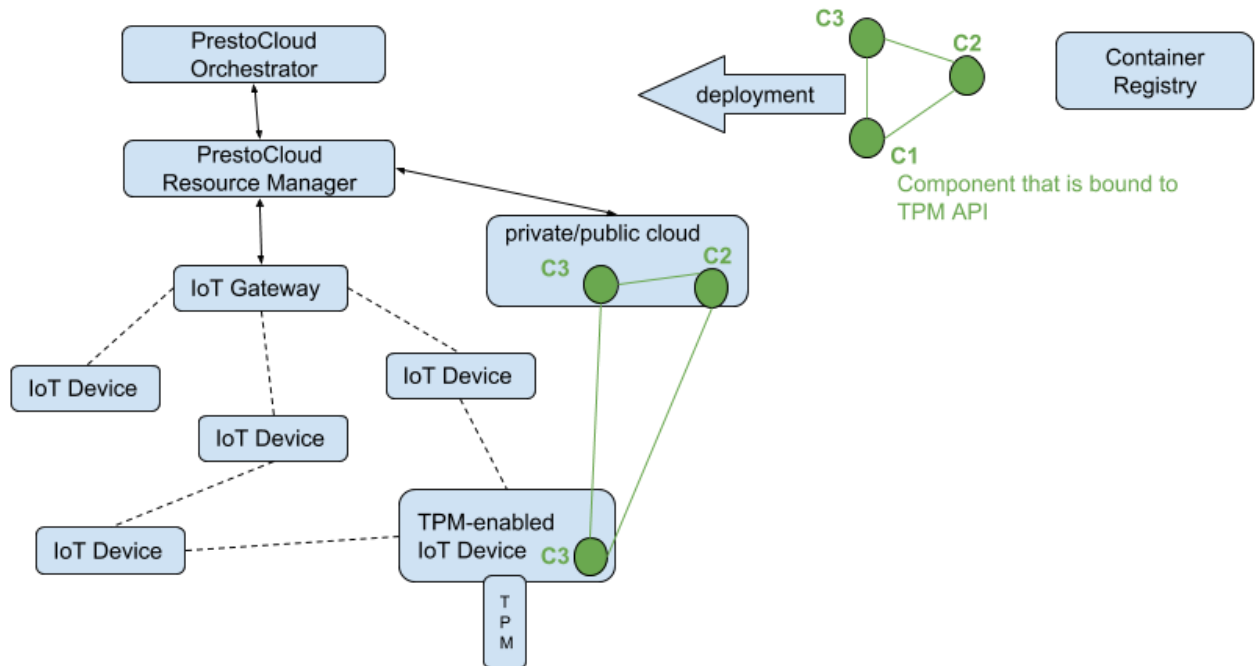 PrestoCloud
Orchestrator
C3
C2
Container
Registry
deployment
C1
Component that is bound to
TPM API
PrestoCloud
Resource Manager
private/public cloud
C3
C2
IoT Gateway
IoT Device
IoT Device
IoT Device
IoT Device
TPM-enabled
IoT Device
C3
T
P
M